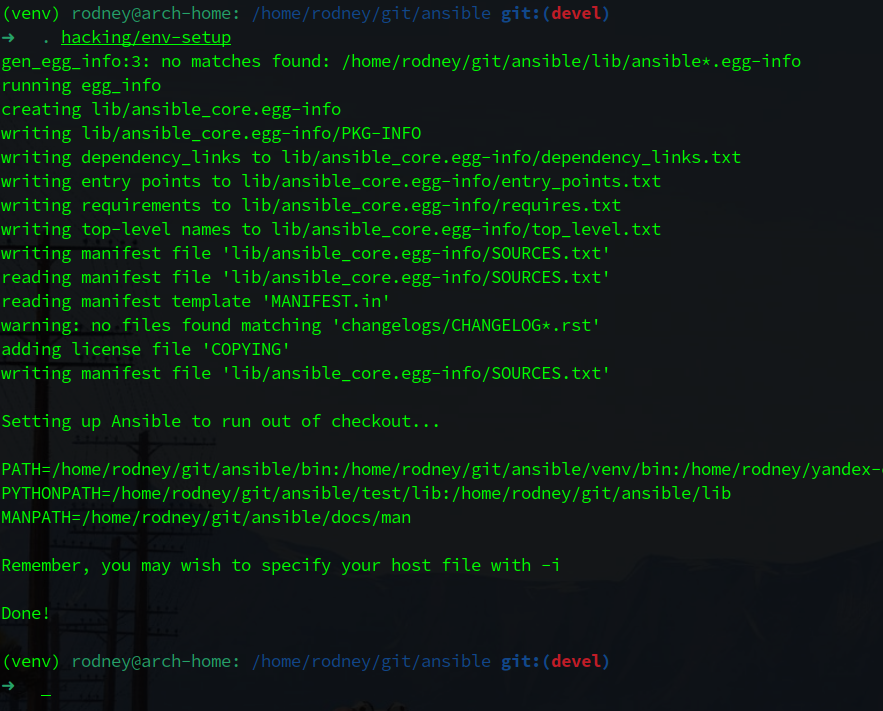 (venv) rodney@arch-home: /home/rodney/git/ansible git:(devel)
→ . hacking/env-setup
gen_egg_info:3: no matches found: /home/rodney/git/ansible/lib/ansible*.egg-info
running egg_info
creating lib/ansible_core.egg-info
writing lib/ansible_core.egg-info/PKG-INFO
writing dependency_links to lib/ansible_core.egg-info/dependency_links.txt
writing entry points to lib/ansible_core.egg-info/entry_points.txt
writing requirements to lib/ansible_core.egg-info/requires.txt
writing top-level names to lib/ansible_core.egg-info/top_level.txt
writing manifest file 'lib/ansible_core.egg-info/SOURCES.txt'
reading manifest file 'lib/ansible_core.egg-info/SOURCES.txt'
reading manifest template 'MANIFEST.in'
warning: no files found matching 'changelogs/CHANGELOG*.rst'
adding license file 'COPYING'
writing manifest file 'lib/ansible_core.egg-info/SOURCES.txt'
Setting up Ansible to run out of checkout...
PATH=/home/rodney/git/ansible/bin:/home/rodney/git/ansible/venv/bin:/home/rodney/yandex-
PYTHONPATH=/home/rodney/git/ansible/test/lib:/home/rodney/git/ansible/lib
MANPATH=/home/rodney/git/ansible/docs/man
Remember, you may wish to specify your host file with -i
Done!
(venv) rodney@arch-home: /home/rodney/git/ansible git:(devel)
→ _